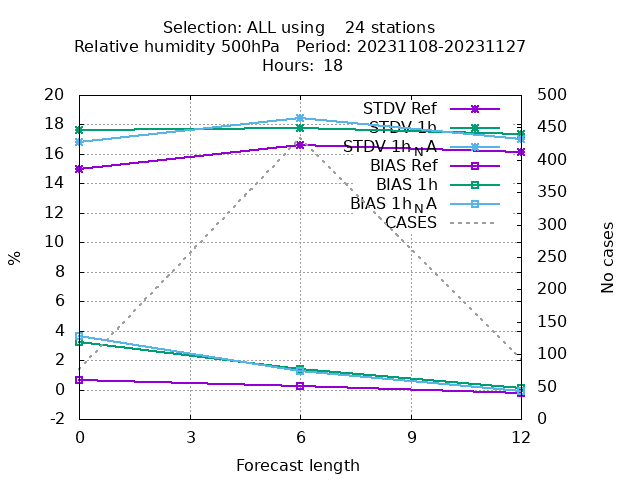 Selection: ALL using    24 stations
Relative humidity 500hPa   Period: 20231108-20231127
Hours: 18
STDV Ref
STDV 1h
STDV 1h_NA
BIAS Ref
BIAS 1h
BIAS 1h_NA
CASES
%
20
18
16
14
12
10
8
6
4
2
0
-2
500
450
400
350
300
250
200
150
100
50
0
No cases
0 3 6 9 12
Forecast length